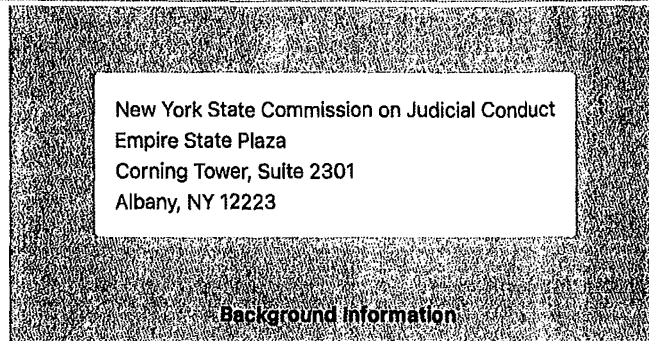 New York State Commission on Judicial Conduct
Empire State Plaza
Corning Tower, Suite 2301
Albany, NY 12223
Background Information